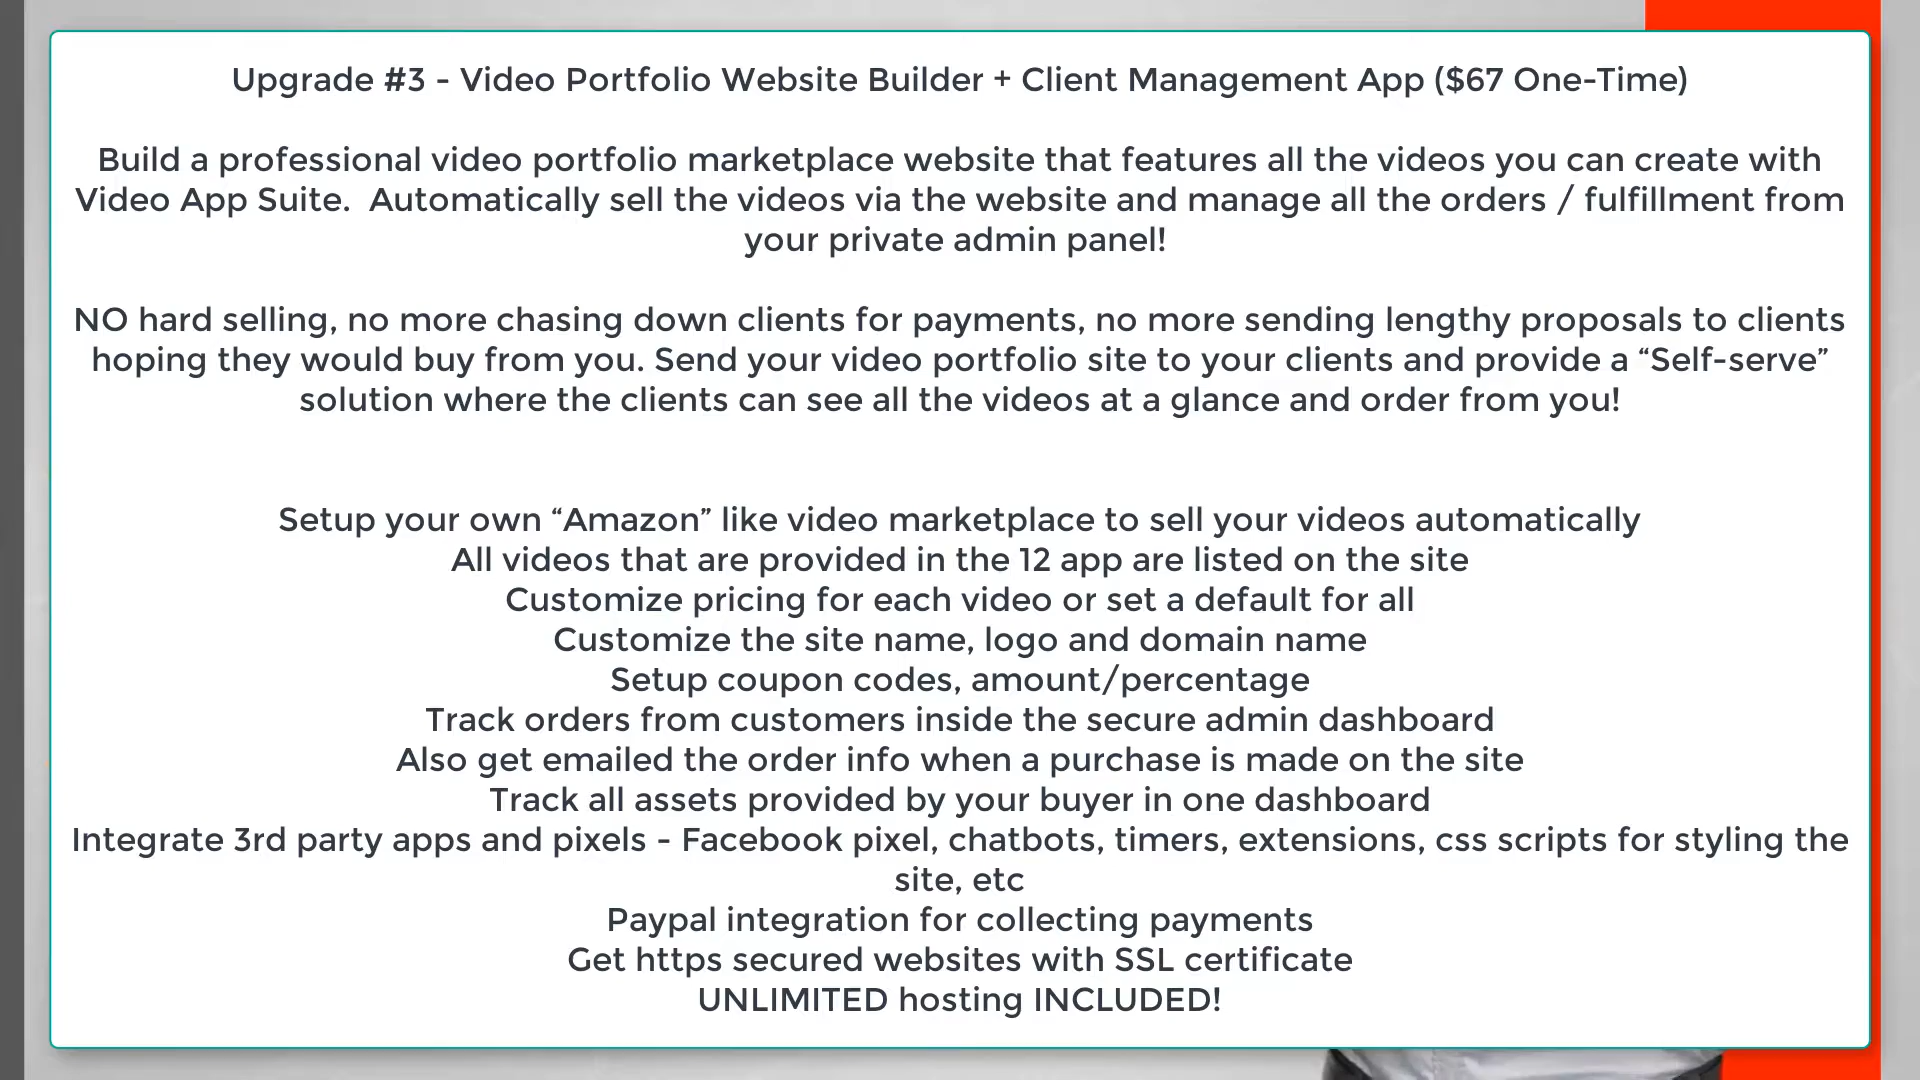 Upgrade #3 - Video Portfolio Website Builder + Client Management App ($67 One-Time)
Build a professional video portfolio marketplace website that features all the videos you can create with
Video App Suite.  Automatically sell the videos via the website and manage all the orders / fulfillment from
your private admin panel!
NO hard selling, no more chasing down clients for payments, no more sending lengthy proposals to clients
hoping they would buy from you. Send your video portfolio site to your clients and provide a “Self-serve”
solution where the clients can see all the videos at a glance and order from you!
Setup your own “Amazon” like video marketplace to sell your videos automatically
All videos that are provided in the 12 app are listed on the site
Customize pricing for each video or set a default for all
Customize the site name, logo and domain name
Setup coupon codes, amount/percentage
Track orders from customers inside the secure admin dashboard
Also get emailed the order info when a purchase is made on the site
Track all assets provided by your buyer in one dashboard
Integrate 3rd party apps and pixels - Facebook pixel, chatbots, timers, extensions, css scripts for styling the
site, etc
Paypal integration for collecting payments
Get https secured websites with SSL certificate
UNLIMITED hosting INCLUDED!